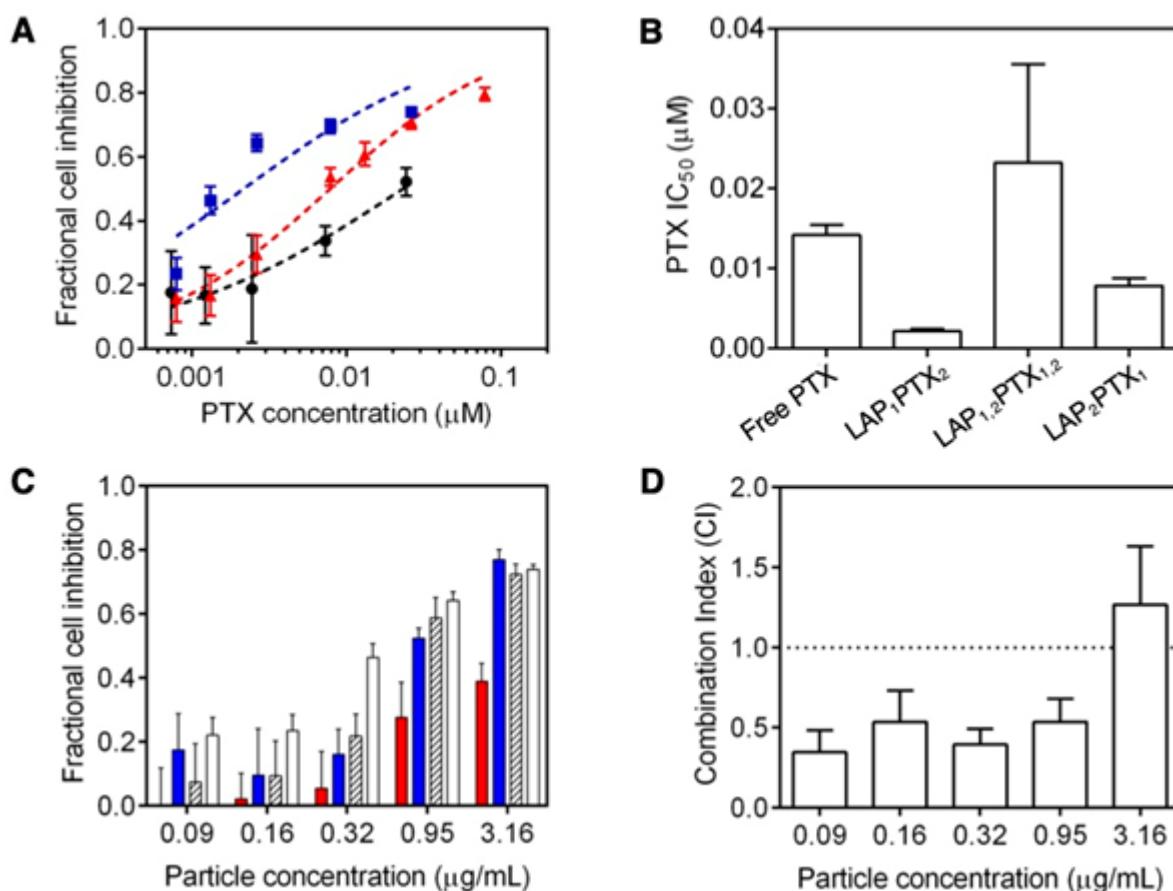 A
Fractional cell inhibition
1.0
0.8
0.6
0.4
0.2
0.0
0.001
0.01
0.1
PTX concentration (μM)
B
PTX IC₅₀ (μM)
0.04
0.03
0.02
0.01
0.00
Free PTX
LAP₁PTX₂
LAP₁,₂PTX₁,₂
LAP₂PTX₁
C
Fractional cell inhibition
1.0
0.8
0.6
0.4
0.2
0.0
0.09
0.16
0.32
0.95
3.16
Particle concentration (μg/mL)
D
Combination Index (CI)
2.0
1.5
1.0
0.5
0.0
0.09
0.16
0.32
0.95
3.16
Particle concentration (μg/mL)